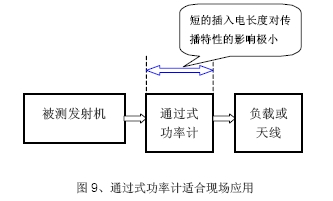 短的插入电长度对传
播特性的影响极小
被测发射机
通过式
功率计
负载或
天线
图9、通过式功率计适合现场应用